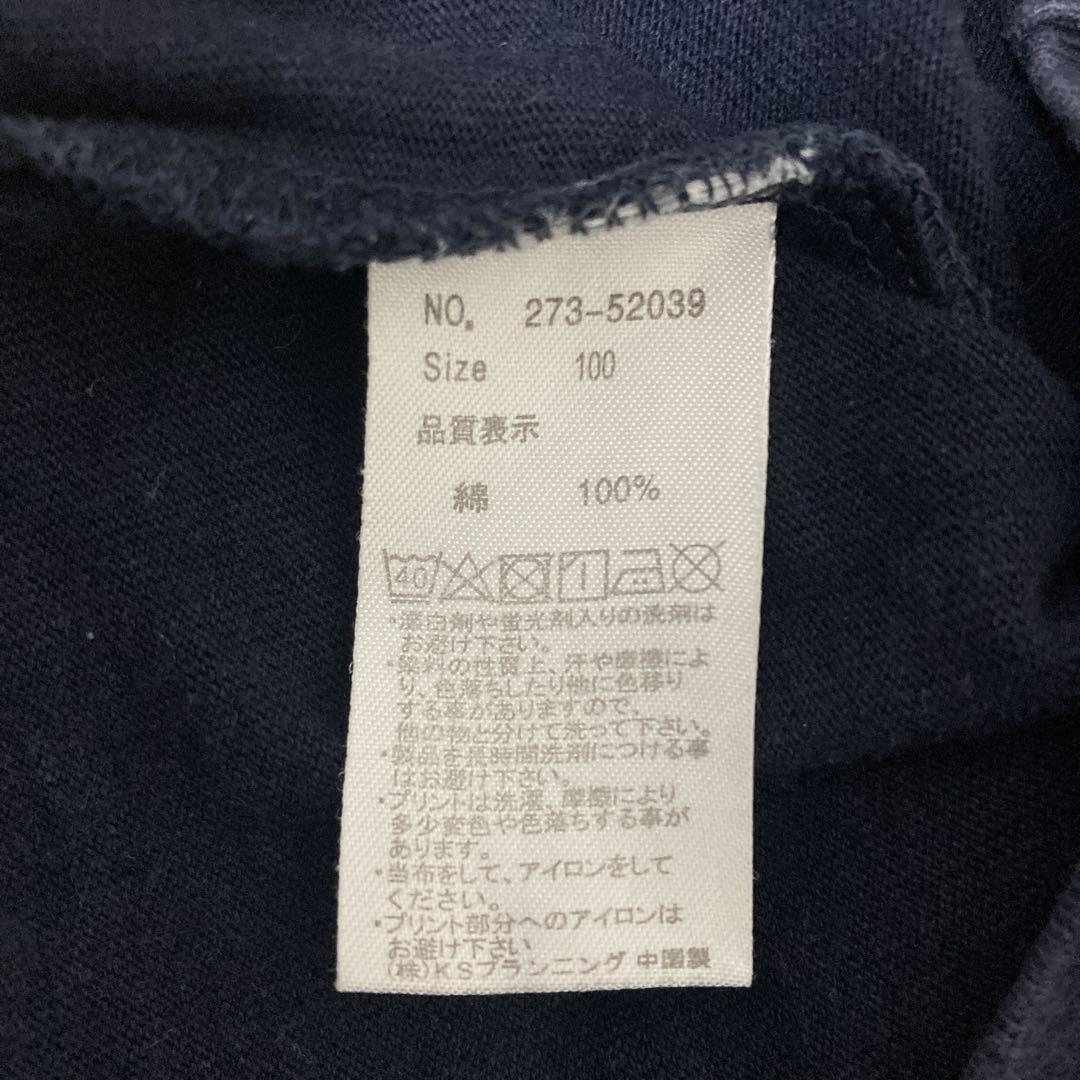 NO. 273-52039
Size 100
品質表示
綿 100%
40
・漂白剤や蛍光剤入りの洗剤は
お避け下さい。
・染料の性質上、汗や摩擦によ
り、色落ちしたり他に色移り
する事がありますので、
他の物と分けて洗って下さい。
・製品を長時間洗剤につける事
はお避け下さい。
・プリントは洗濯、摩擦により
多少変色や色落ちする事が
あります。
・当布をして、アイロンをして
ください。
・プリント部分へのアイロンは
お避け下さい
(株)KSプランニング 中国製